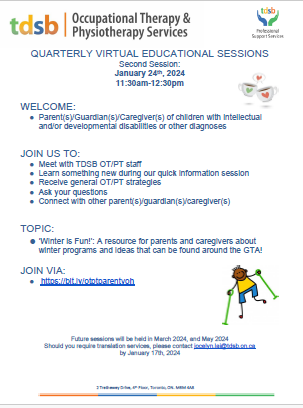 tdsb Occupational Therapy &
Physiotherapy Services
Professional
Support Services
QUARTERLY VIRTUAL EDUCATIONAL SESSIONS
Second Session:
January 24th, 2024
11:30am-12:30pm
WELCOME:
• Parent(s)/Guardian(s)/Caregiver(s) of children with intellectual
and/or developmental disabilities or other diagnoses
JOIN US TO:
• Meet with TDSB OT/PT staff
• Learn something new during our quick information session
• Receive general OT/PT strategies
• Ask your questions
• Connect with other parent(s)/guardian(s)/caregiver(s)
TOPIC:
• 'Winter is Fun!': A resource for parents and caregivers about
winter programs and ideas that can be found around the GTA!
JOIN VIA:
• https://bit.ly/otptparentvoh
Future sessions will be held in March 2024, and May 2024
Should you require translation services, please contact jocelyn.lai@tdsb.on.ca
by January 17th, 2024
2 Trethewey Drive, 4th Floor, Toronto, ON. M6M 4A8